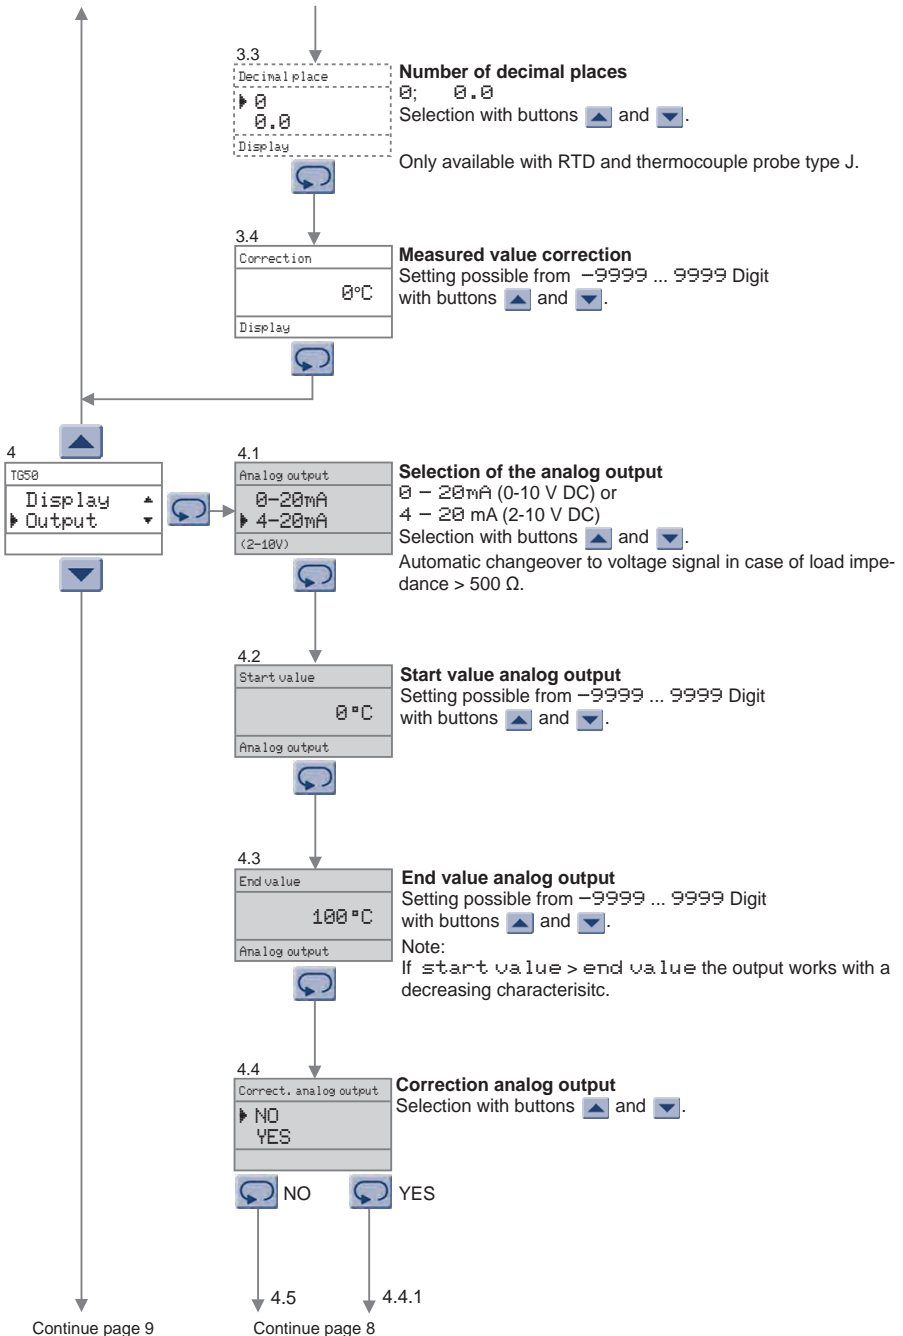 3.3
Decimal place
0
0.0
Display
Number of decimal places
0; 0.0
Selection with buttons and .
Only available with RTD and thermocouple probe type J.
3.4
Correction
0°C
Display
Measured value correction
Setting possible from −9999 ... 9999 Digit
with buttons and .
4
TG50
Display
Output
4.1
Analog output
0−20mA
4−20mA
(2−10V)
Selection of the analog output
0 − 20mA (0-10 V DC) or
4 − 20 mA (2-10 V DC)
Selection with buttons and .
Automatic changeover to voltage signal in case of load impe-
dance > 500 Ω.
4.2
Start value
0°C
Analog output
Start value analog output
Setting possible from −9999 ... 9999 Digit
with buttons and .
4.3
End value
100°C
Analog output
End value analog output
Setting possible from −9999 ... 9999 Digit
with buttons and .
Note:
If start value > end value the output works with a
decreasing characterisitc.
4.4
Correct. analog output
NO
YES
Correction analog output
Selection with buttons and .
NO
YES
4.5
4.4.1
Continue page 9
Continue page 8